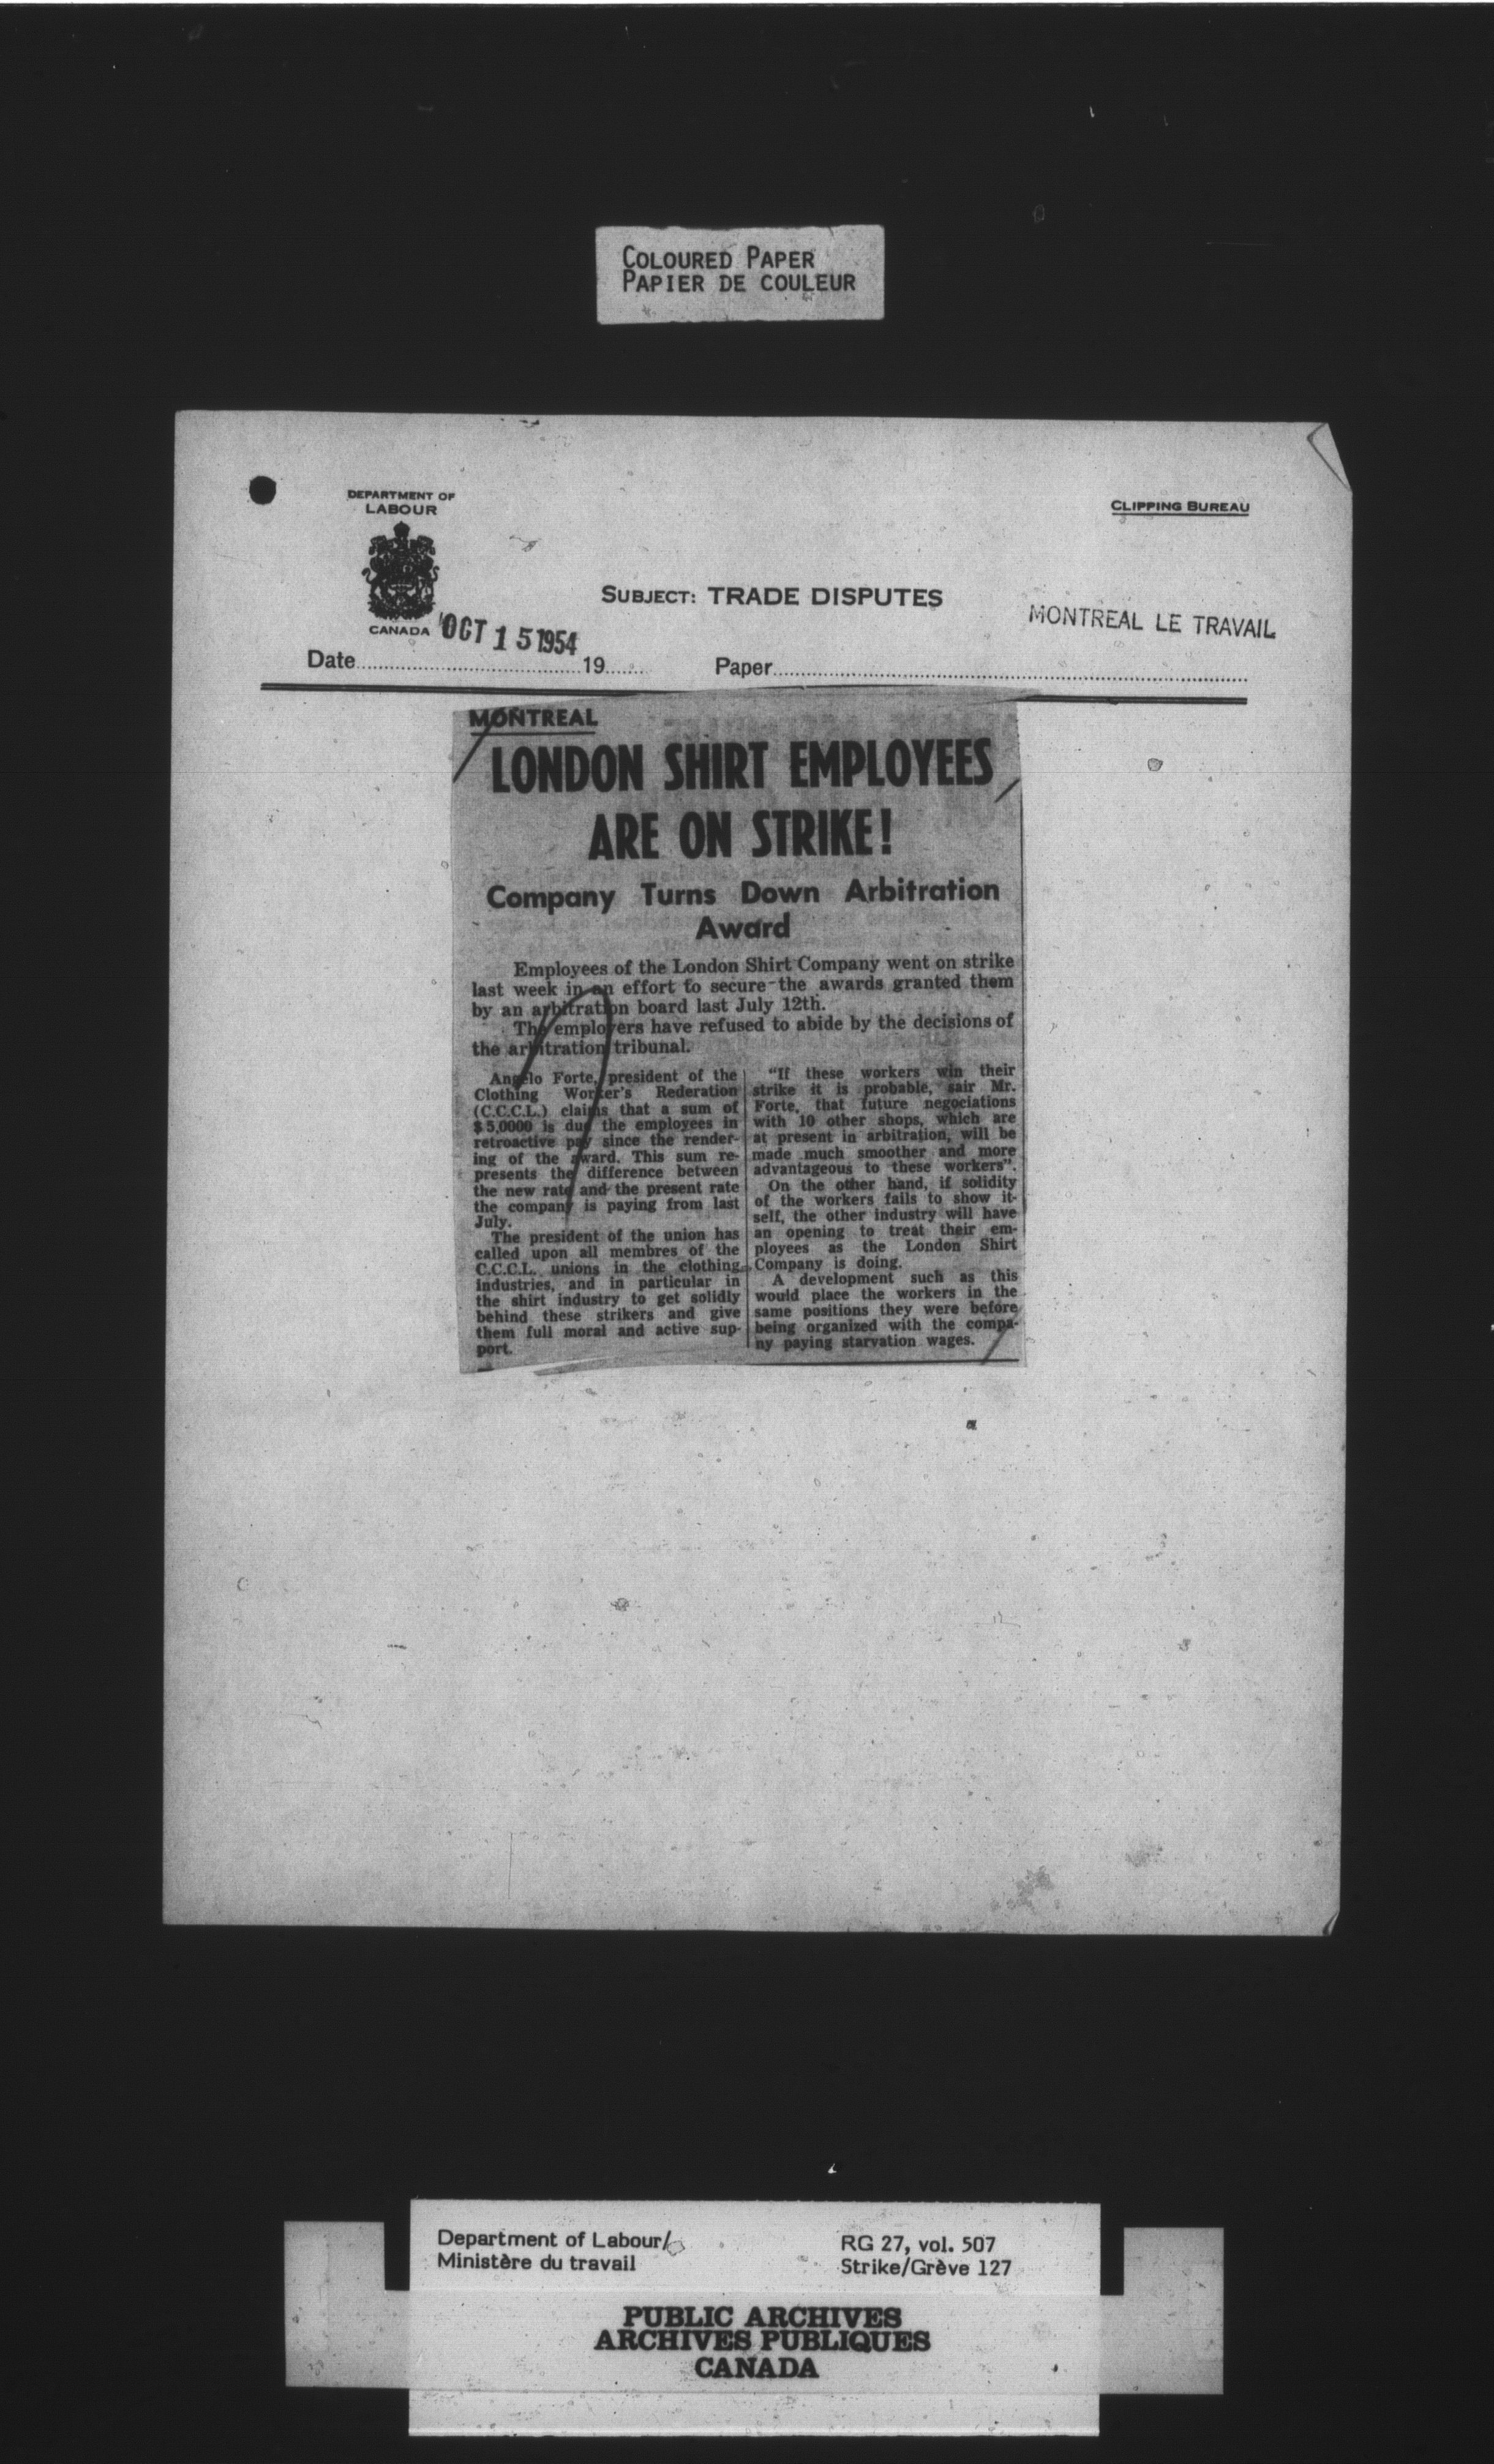 COLOURED PAPER
PAPIER DE COULEUR
DEPARTMENT OF
LABOUR
CANADA
CLIPPING BUREAU
SUBJECT: TRADE DISPUTES
MONTREAL LE TRAVAIL
OCT 15 1954
Date 19 Paper
MONTREAL
LONDON SHIRT EMPLOYEES
ARE ON STRIKE!
Company Turns Down Arbitration
Award
Employees of the London Shirt Company went on strike
last week in an effort to secure the awards granted them
by an arbitration board last July 12th.
The employers have refused to abide by the decisions of
the arbitration tribunal.
Angelo Forte, president of the
Clothing Worker's Rederation
(C.C.C.L.) claims that a sum of
$5,0000 is due the employees in
retroactive pay since the render-
ing of the award. This sum re-
presents the difference between
the new rate and the present rate
the company is paying from last
July.
The president of the union has
called upon all membres of the
C.C.C.L. unions in the clothing
industries, and in particular in
the shirt industry to get solidly
behind these strikers and give
them full moral and active sup-
port.
"If these workers win their
strike it is probable, sair Mr.
Forte, that future negociations
with 10 other shops, which are
at present in arbitration, will be
made much smoother and more
advantageous to these workers".
On the other hand, if solidity
of the workers fails to show it-
self, the other industry will have
an opening to treat their em-
ployees as the London Shirt
Company is doing.
A development such as this
would place the workers in the
same positions they were before
being organized with the compa-
ny paying starvation wages.
Department of Labour/
Ministère du travail
RG 27, vol. 507
Strike/Grève 127
PUBLIC ARCHIVES
ARCHIVES PUBLIQUES
CANADA